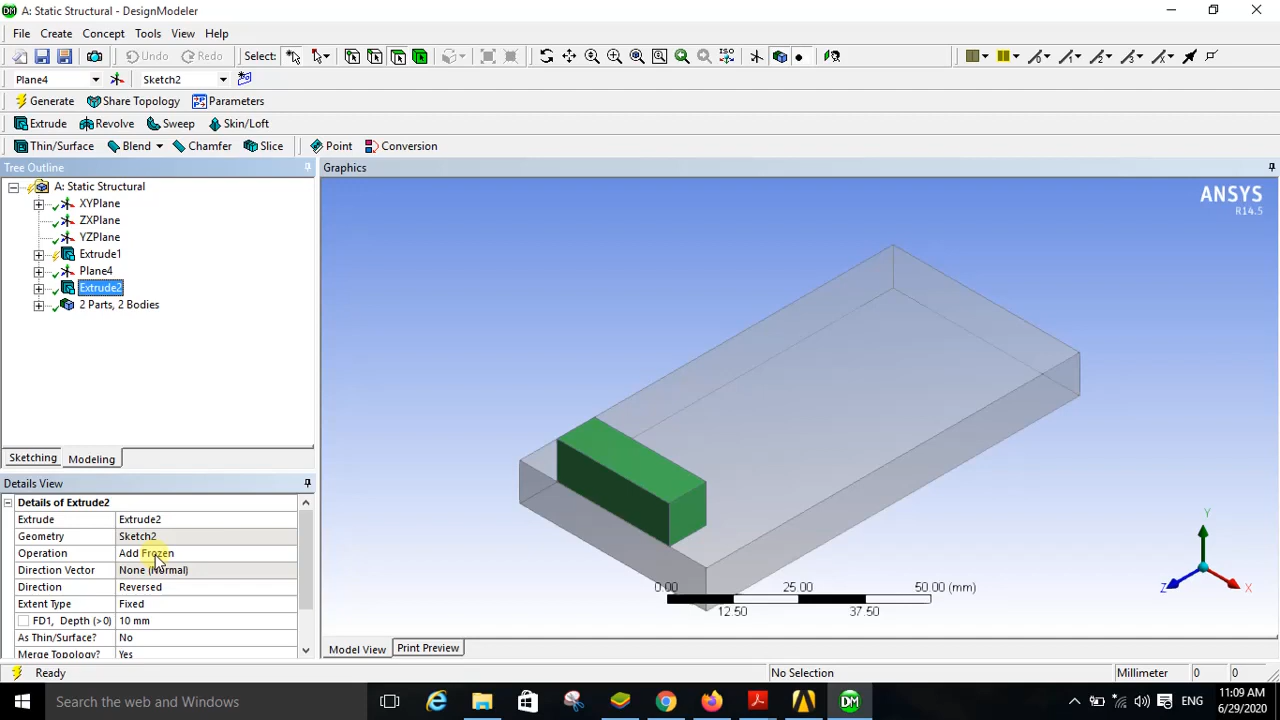 A: Static Structural - DesignModeler
File Create Concept Tools View Help
Undo Redo Select:
Plane4 Sketch2
Generate Share Topology Parameters
Extrude Revolve Sweep Skin/Loft
Thin/Surface Blend Chamfer Slice Point Conversion
Tree Outline
A: Static Structural
XYPlane
ZXPlane
YZPlane
Extrude1
Plane4
Extrude2
2 Parts, 2 Bodies
Sketching Modeling
Details View
Details of Extrude2
Extrude Extrude2
Geometry Sketch2
Operation Add Frozen
Direction Vector None (Normal)
Direction Reversed
Extent Type Fixed
FD1, Depth (>0) 10 mm
As Thin/Surface? No
Merge Topology? Yes
Graphics
ANSYS
R14.5
0.00 25.00 50.00 (mm)
12.50 37.50
Y
Z X
Model View Print Preview
Ready No Selection Millimeter 0 0
Search the web and Windows
ENG
11:09 AM
6/29/2020